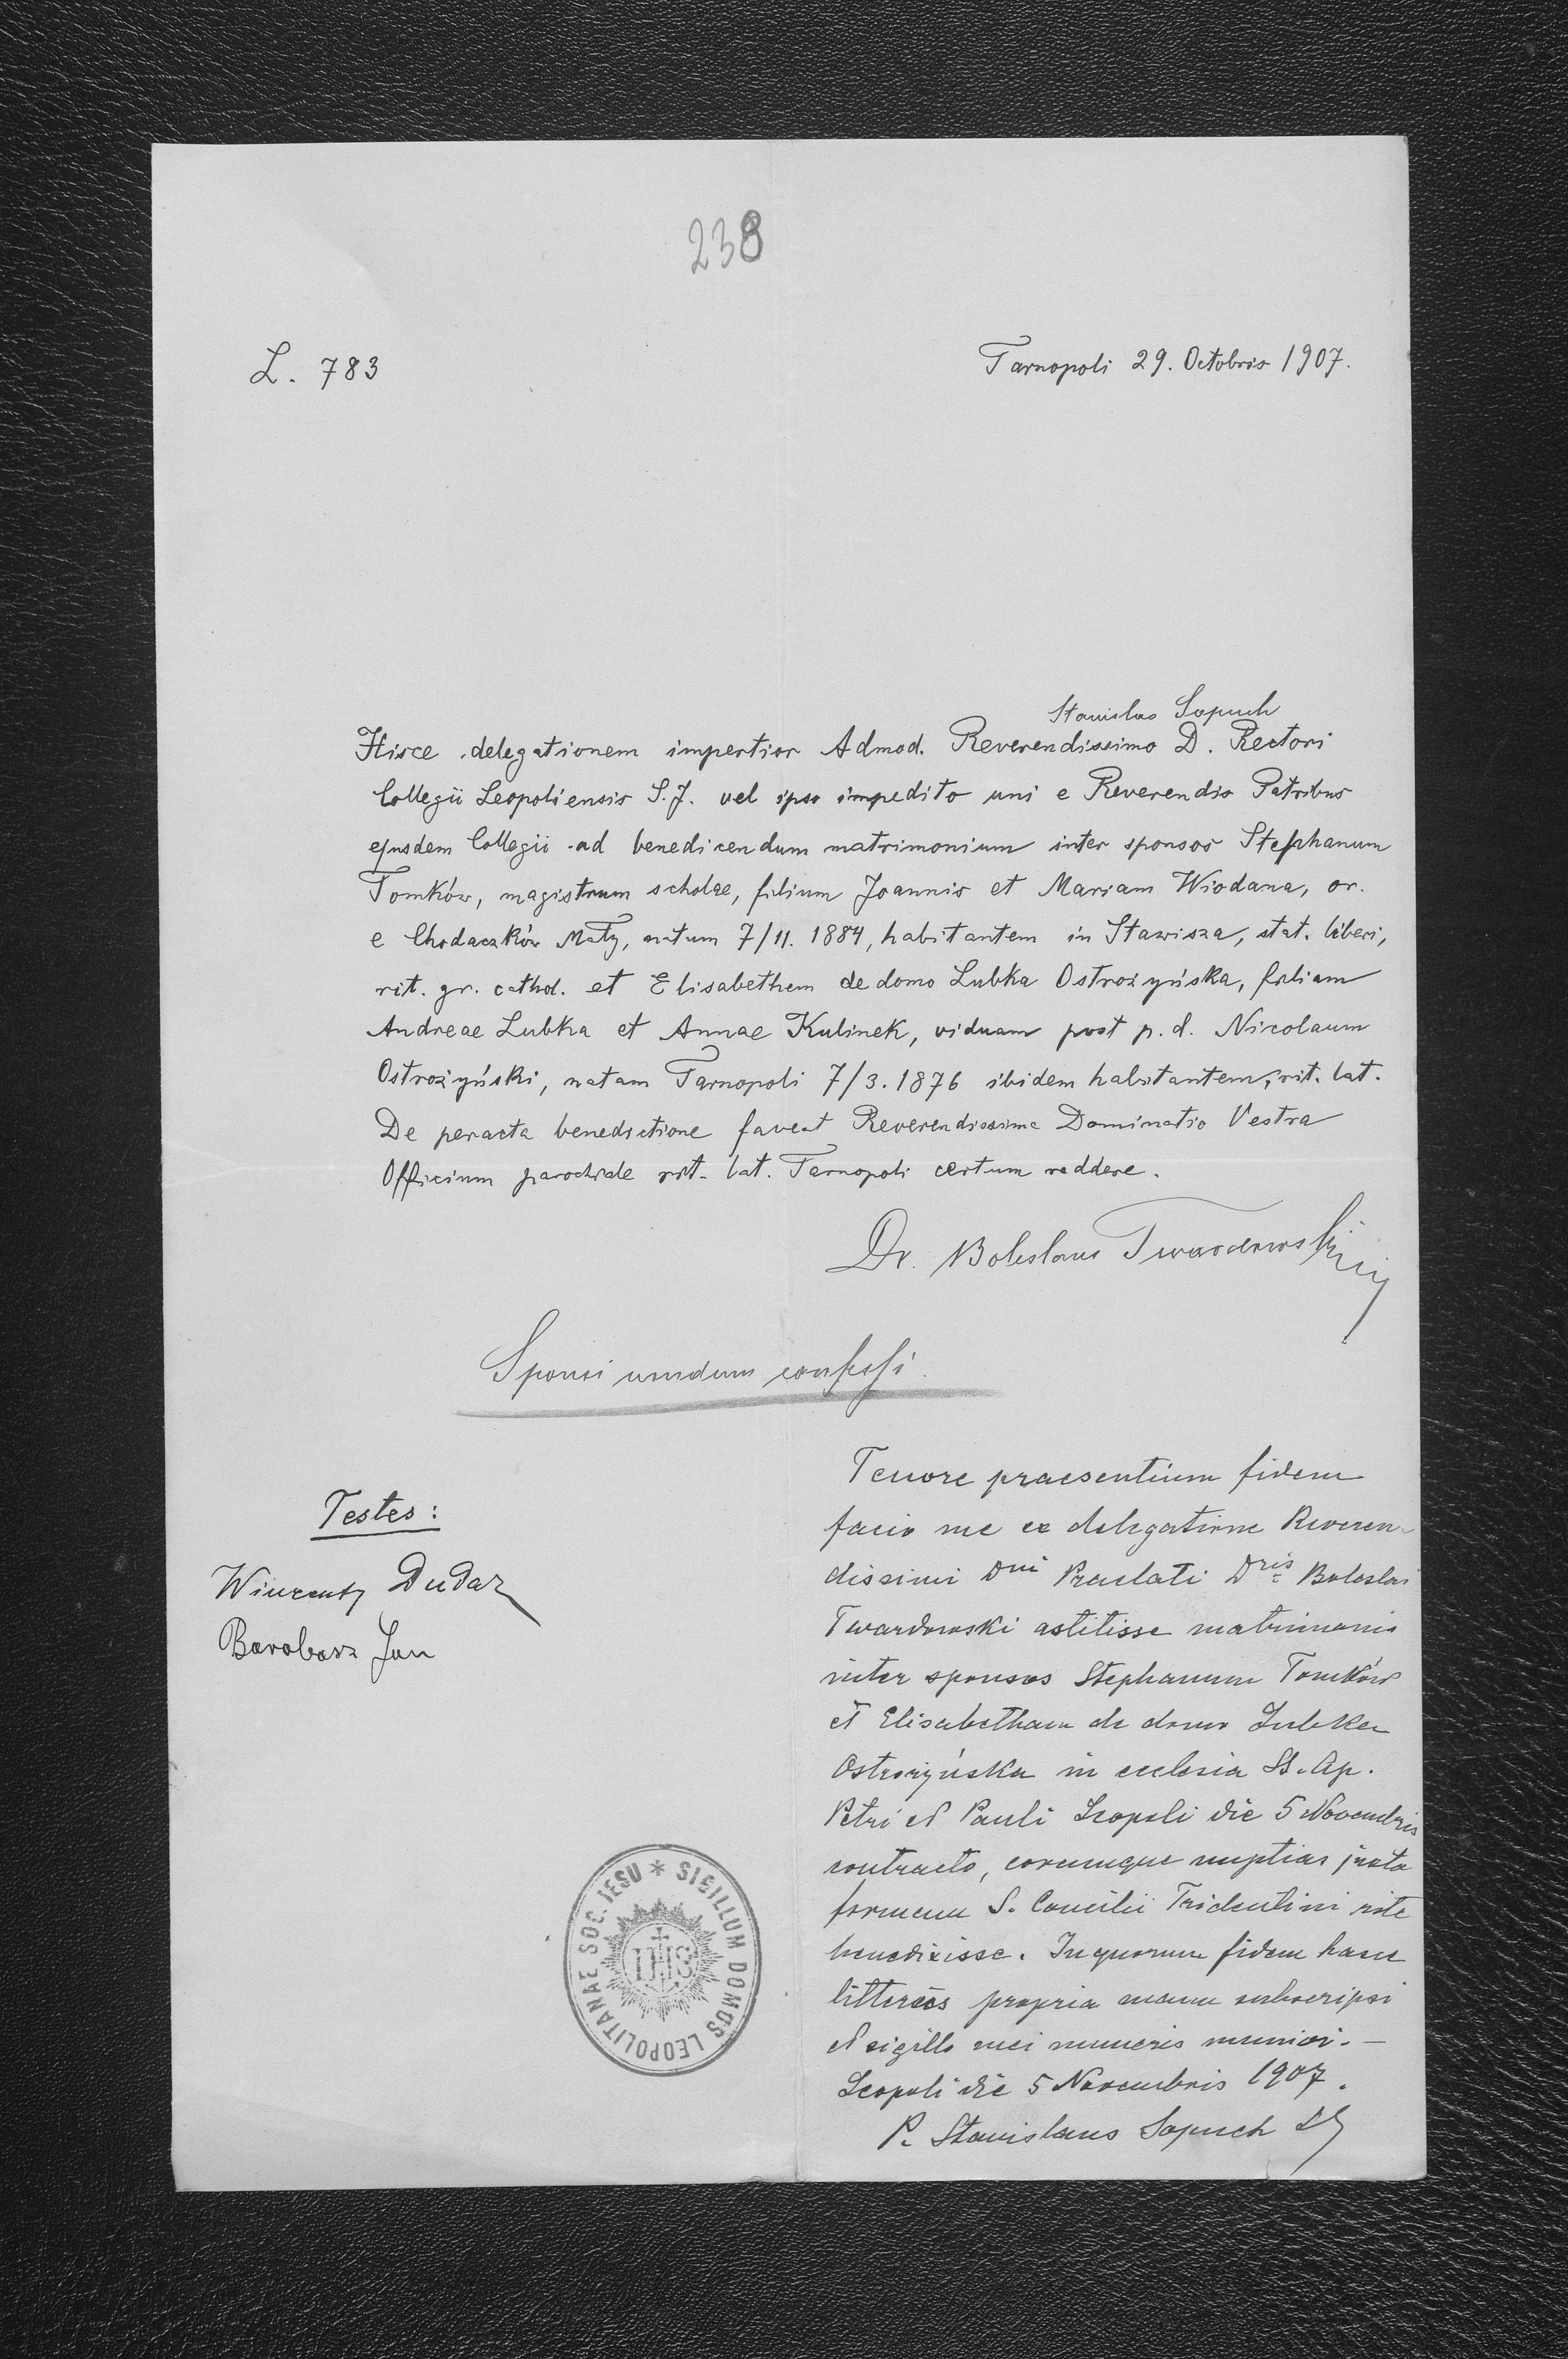 238
L. 783
Tarnopoli 29. Octobris 1907.
Stanislao Sopuch
Hisce delegationem impertior Admod. Reverendissimo D. Rectori
Collegii Leopoliensis S.J. vel ipso impedito uni e Reverendis Patribus
ejusdem Collegii ad benedicendum matrimonium inter sponsos Stephanum
Tomków, magistrum scholae, filium Joannis et Mariam Wiodana, or.
e Chodaczków Mały, natum 7/11. 1884, habitantem in Stawisza, stat. liberi,
rit. gr. cathol. et Elisabetham de domo Lubka Ostrożyńska, filiam
Andreae Lubka et Annae Kulinek, viduam post p. d. Nicolaum
Ostrożyński, natam Tarnopoli 7/3. 1876 ibidem habitantem, rit. lat.
De peracta benedictione faveat Reverendissima Dominatio Vestra
Officium parochiale rit. lat. Tarnopoli certum reddere.
Dr. Boleslaus Twardowski
Sponsi nondum confessi.
Testes:
Wincenty Dudaz
Barabasz Jan
Tenore praesentium fidem
facio me ex delegatione Reveren-
dissimi Dni Praelati Dris Boleslai
Twardowski astitisse matrimonio
inter sponsos Stephanum Tomków
et Elisabetham de domo Lubka
Ostrożyńska in ecclesia SS. Ap.
Petri et Pauli Leopoli die 5 Novembris
contracto, eorumque nuptias juxta
formam S. Concilii Tridentini rite
benedixisse. In quorum fidem hasce
litteras propria manu subscripsi
et sigillo mei muneris munivi. —
Leopoli die 5 Novembris 1907.
P. Stanislaus Sopuch SJ
SIGILLUM DOMUS LEOPOLITANAE SOC. JESU *
IHS